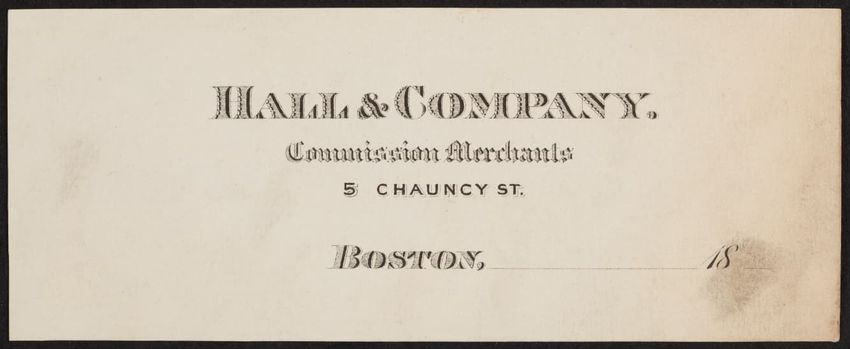 HALL & COMPANY.
Commission Merchants
5 CHAUNCY ST.
BOSTON, 18